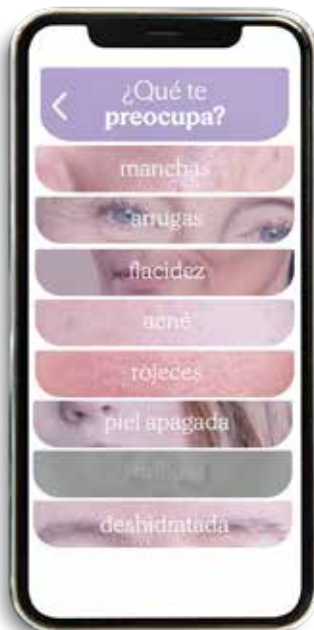 ¿Qué te
preocupa?
manchas
arrugas
flacidez
acné
rojeces
piel apagada
deshidratada